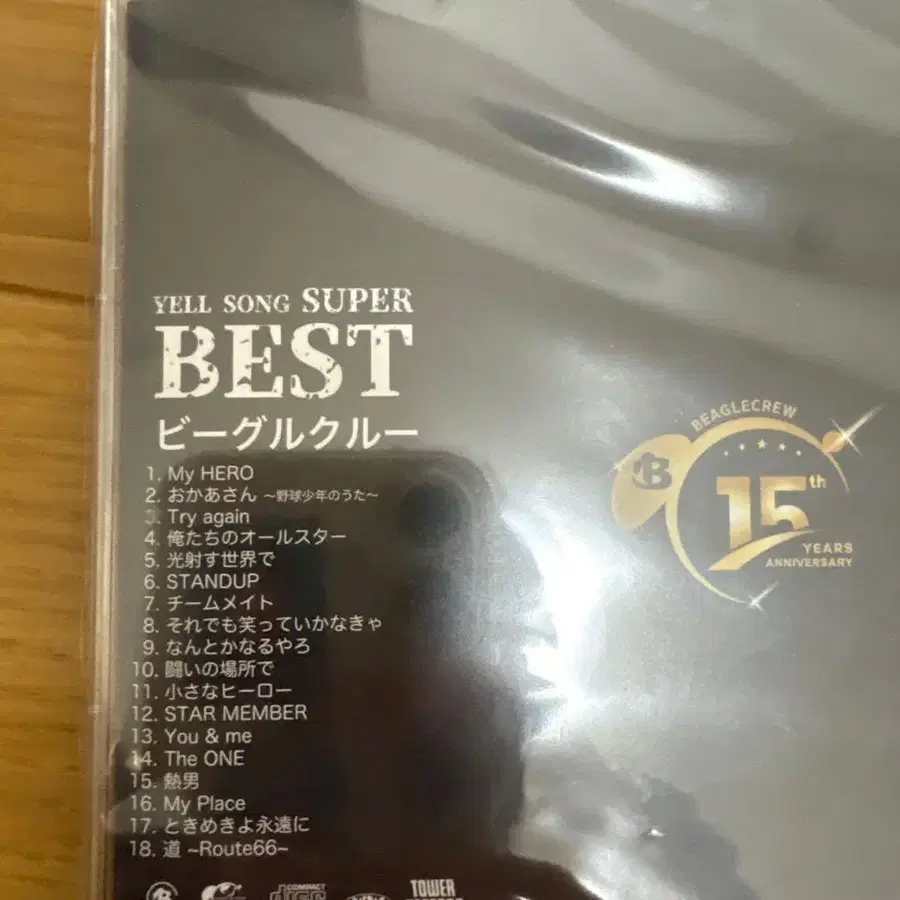 YELL SONG SUPER
BEST
ビーグルクルー
1. My HERO
2. おかあさん ～野球少年のうた～
3. Try again
4. 俺たちのオールスター
5. 光射す世界で
6. STANDUP
7. チームメイト
8. それでも笑っていかなきゃ
9. なんとかなるやろ
10. 闘いの場所で
11. 小さなヒーロー
12. STAR MEMBER
13. You & me
14. The ONE
15. 熱男
16. My Place
17. ときめきよ永遠に
18. 道 ~Route66~
BEAGLECREW
B
15th
YEARS
ANNIVERSARY
B
COMPACT
disc
TOWER